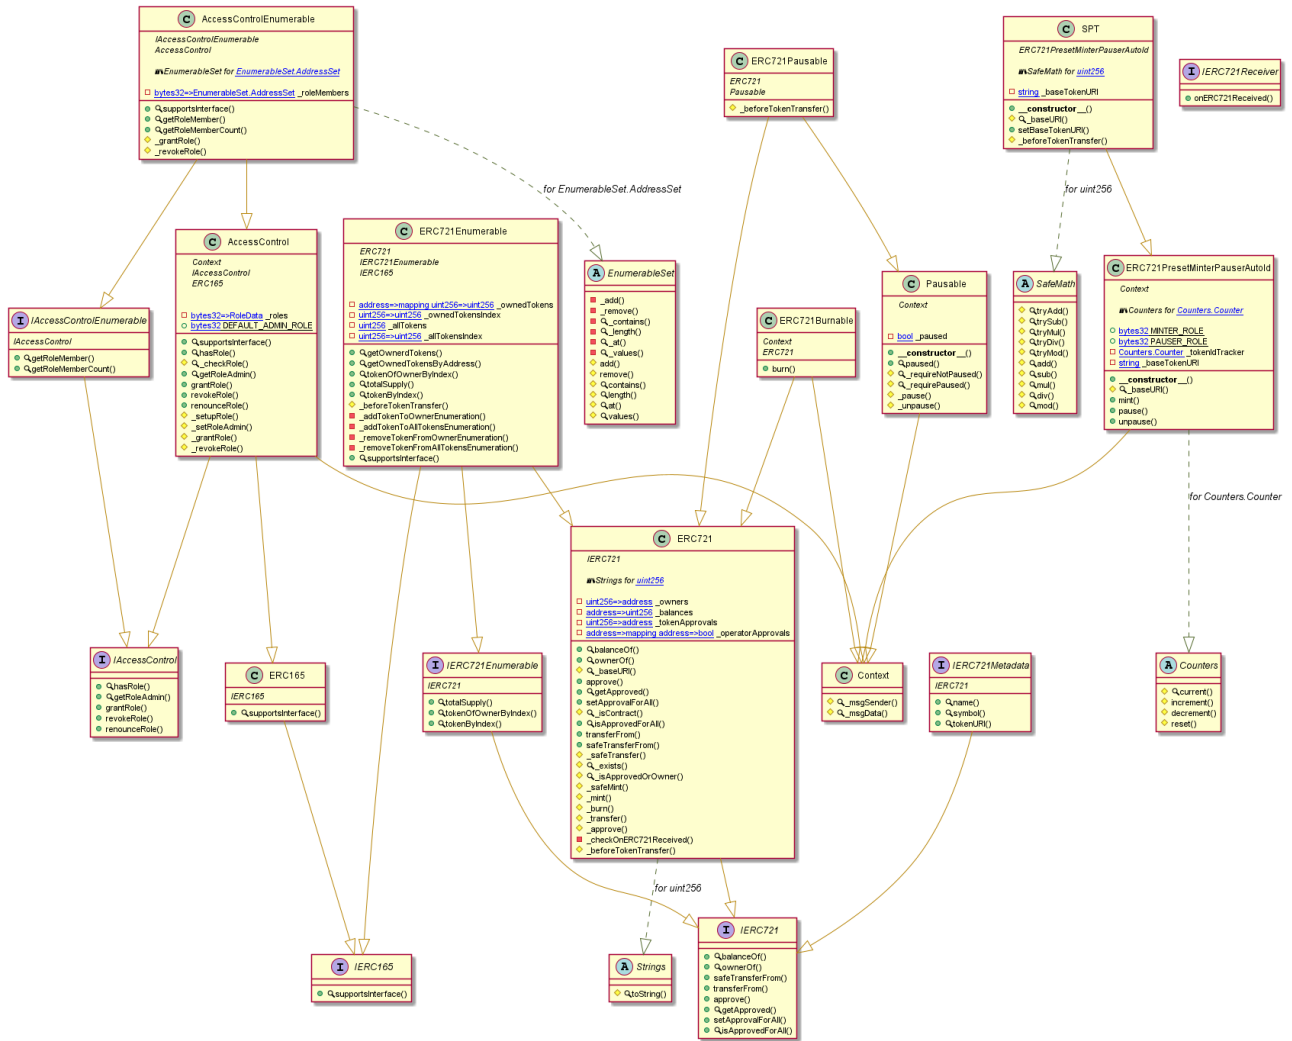 C AccessControlEnumerable
IAccessControlEnumerable
AccessControl
EnumerableSet for EnumerableSet.AddressSet
bytes32=>EnumerableSet.AddressSet _roleMembers
supportsInterface()
getRoleMember()
getRoleMemberCount()
_grantRole()
_revokeRole()
C ERC721Pausable
ERC721
Pausable
_beforeTokenTransfer()
C SPT
ERC721PresetMinterPauserAutoId
SafeMath for uint256
string _baseTokenURI
__constructor__()
_baseURI()
setBaseTokenURI()
_beforeTokenTransfer()
I IERC721Receiver
onERC721Received()
for EnumerableSet.AddressSet
for uint256
C AccessControl
Context
IAccessControl
ERC165
bytes32=>RoleData _roles
bytes32 DEFAULT_ADMIN_ROLE
supportsInterface()
hasRole()
_checkRole()
getRoleAdmin()
grantRole()
revokeRole()
renounceRole()
_setupRole()
_setRoleAdmin()
_grantRole()
_revokeRole()
C ERC721Enumerable
ERC721
IERC721Enumerable
IERC165
address=>mapping uint256=>uint256 _ownedTokens
uint256=>uint256 _ownedTokensIndex
uint256 _allTokens
uint256=>uint256 _allTokensIndex
getOwnerdTokens()
getOwnedTokensByAddress()
tokenOfOwnerByIndex()
totalSupply()
tokenByIndex()
_beforeTokenTransfer()
_addTokenToOwnerEnumeration()
_addTokenToAllTokensEnumeration()
_removeTokenFromOwnerEnumeration()
_removeTokenFromAllTokensEnumeration()
supportsInterface()
A EnumerableSet
_add()
_remove()
_contains()
_length()
_at()
_values()
add()
remove()
contains()
length()
at()
values()
C Pausable
Context
bool _paused
__constructor__()
paused()
_requireNotPaused()
_requirePaused()
_pause()
_unpause()
A SafeMath
tryAdd()
trySub()
tryMul()
tryDiv()
tryMod()
add()
sub()
mul()
div()
mod()
C ERC721PresetMinterPauserAutoId
Context
Counters for Counters.Counter
bytes32 MINTER_ROLE
bytes32 PAUSER_ROLE
Counters.Counter _tokenIdTracker
string _baseTokenURI
__constructor__()
_baseURI()
mint()
pause()
unpause()
I IAccessControlEnumerable
IAccessControl
getRoleMember()
getRoleMemberCount()
C ERC721Burnable
Context
ERC721
burn()
for Counters.Counter
C ERC721
IERC721
Strings for uint256
uint256=>address _owners
address=>uint256 _balances
uint256=>address _tokenApprovals
address=>mapping address=>bool _operatorApprovals
balanceOf()
ownerOf()
_baseURI()
approve()
getApproved()
setApprovalForAll()
_isContract()
isApprovedForAll()
transferFrom()
safeTransferFrom()
_safeTransfer()
_exists()
_isApprovedOrOwner()
_safeMint()
_mint()
_burn()
_transfer()
_approve()
_checkOnERC721Received()
_beforeTokenTransfer()
I IAccessControl
hasRole()
getRoleAdmin()
grantRole()
revokeRole()
renounceRole()
C ERC165
IERC165
supportsInterface()
I IERC721Enumerable
IERC721
totalSupply()
tokenOfOwnerByIndex()
tokenByIndex()
C Context
_msgSender()
_msgData()
I IERC721Metadata
IERC721
name()
symbol()
tokenURI()
A Counters
current()
increment()
decrement()
reset()
for uint256
I IERC165
supportsInterface()
A Strings
toString()
I IERC721
balanceOf()
ownerOf()
safeTransferFrom()
transferFrom()
approve()
getApproved()
setApprovalForAll()
isApprovedForAll()